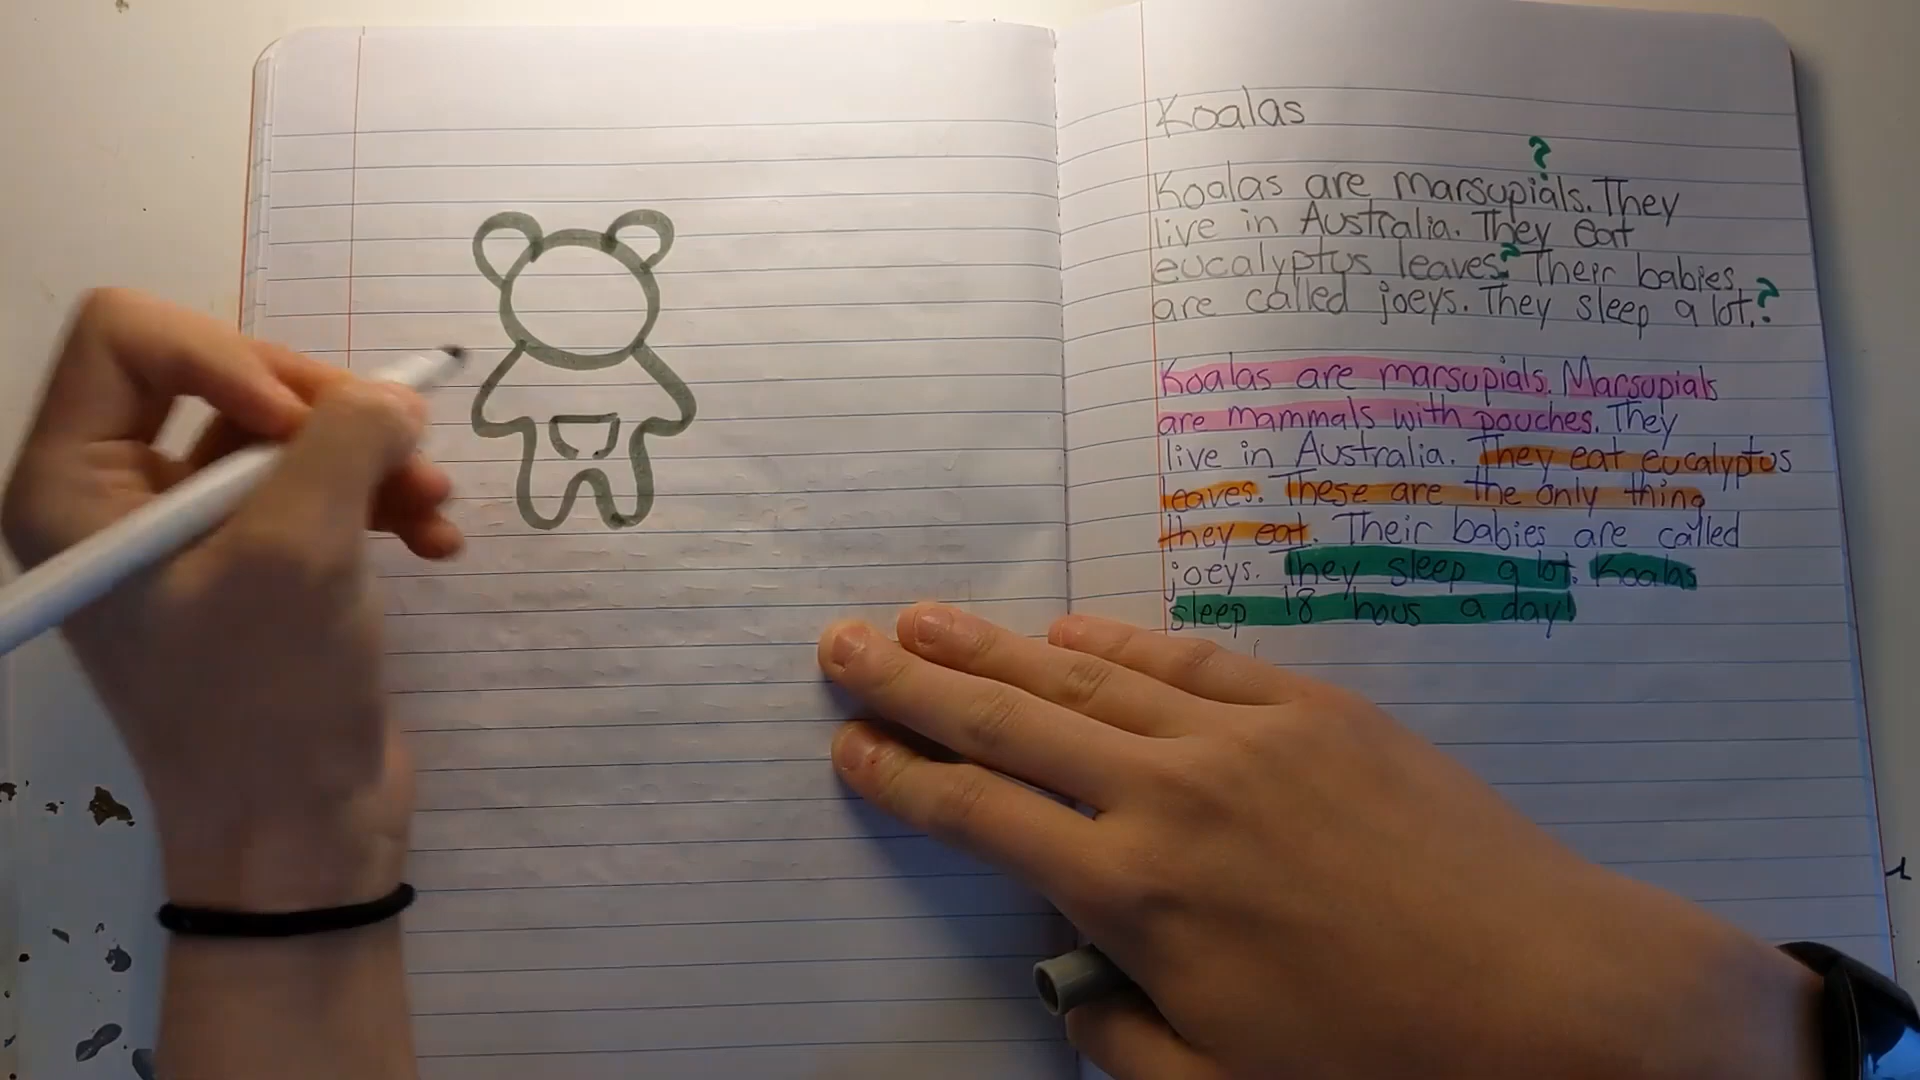 Koalas
?
Koalas are marsupials. They
live in Australia. They eat
eucalyptus leaves.? Their babies
are called joeys. They sleep a lot.?
Koalas are marsupials. Marsupials
are mammals with pouches. They
live in Australia. They eat eucalyptus
leaves. These are the only thing
they eat. Their babies are called
joeys. They sleep a lot. Koalas
sleep 18 hous a day!